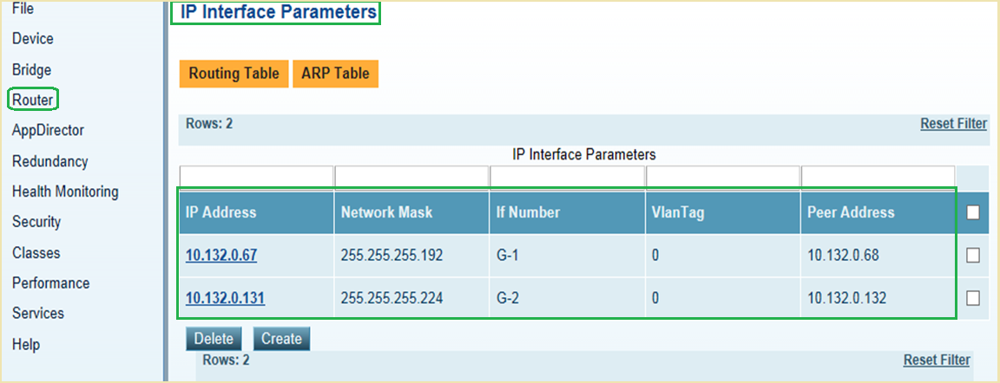 File
Device
Bridge
Router
AppDirector
Redundancy
Health Monitoring
Security
Classes
Performance
Services
Help
IP Interface Parameters
Routing Table ARP Table
Rows: 2 Reset Filter
IP Interface Parameters
IP Address Network Mask If Number VlanTag Peer Address
10.132.0.67 255.255.255.192 G-1 0 10.132.0.68
10.132.0.131 255.255.255.224 G-2 0 10.132.0.132
Delete Create
Rows: 2 Reset Filter